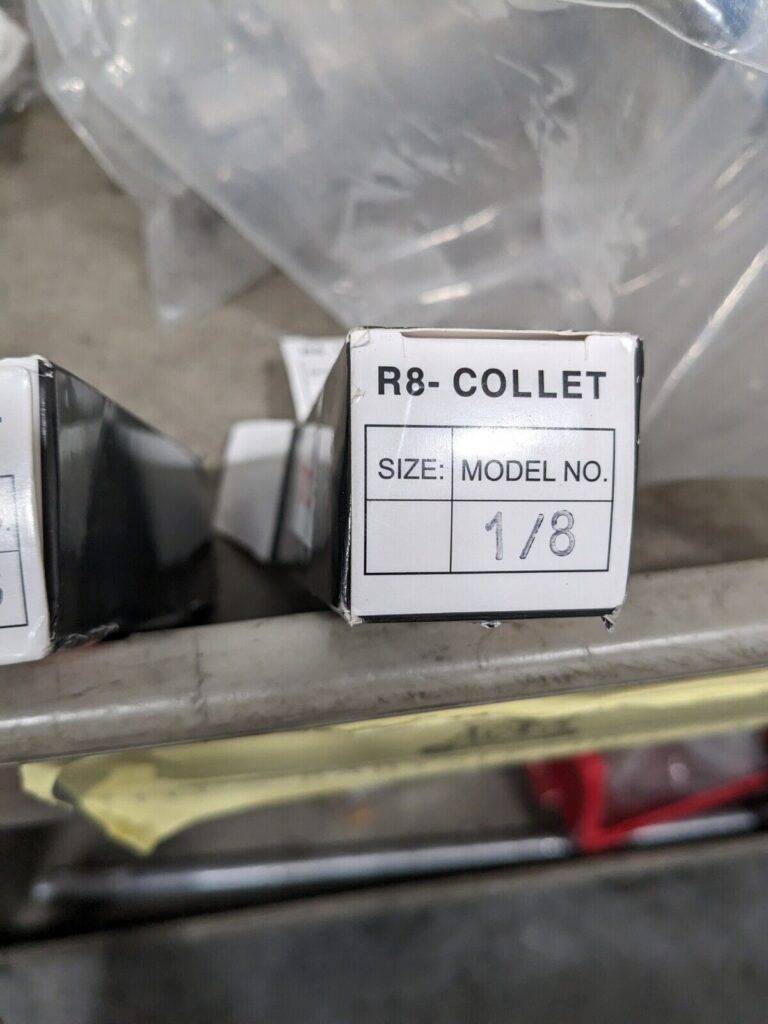 R8- COLLET
SIZE: MODEL NO.
1/8